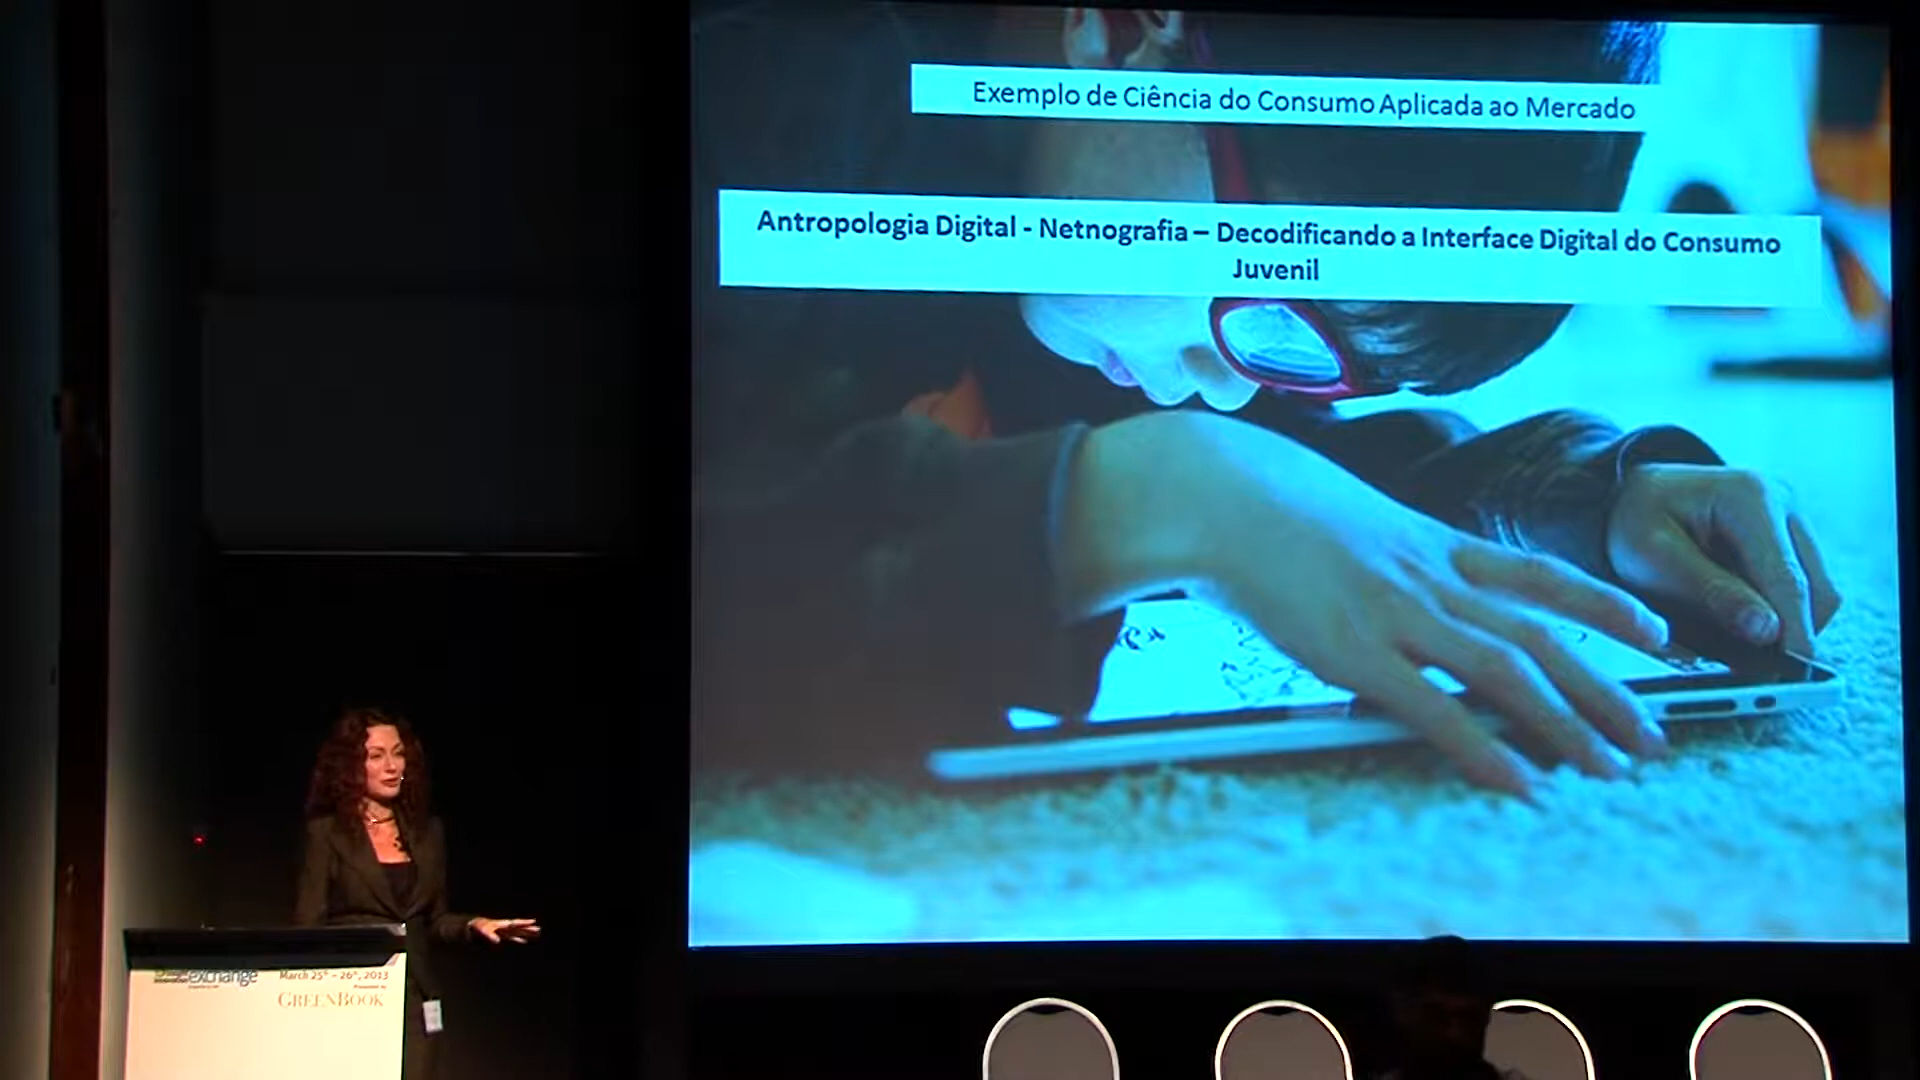 Exemplo de Ciência do Consumo Aplicada ao Mercado
Antropologia Digital - Netnografia – Decodificando a Interface Digital do Consumo
Juvenil
exchange
March 25th – 26th, 2013
GREENBOOK